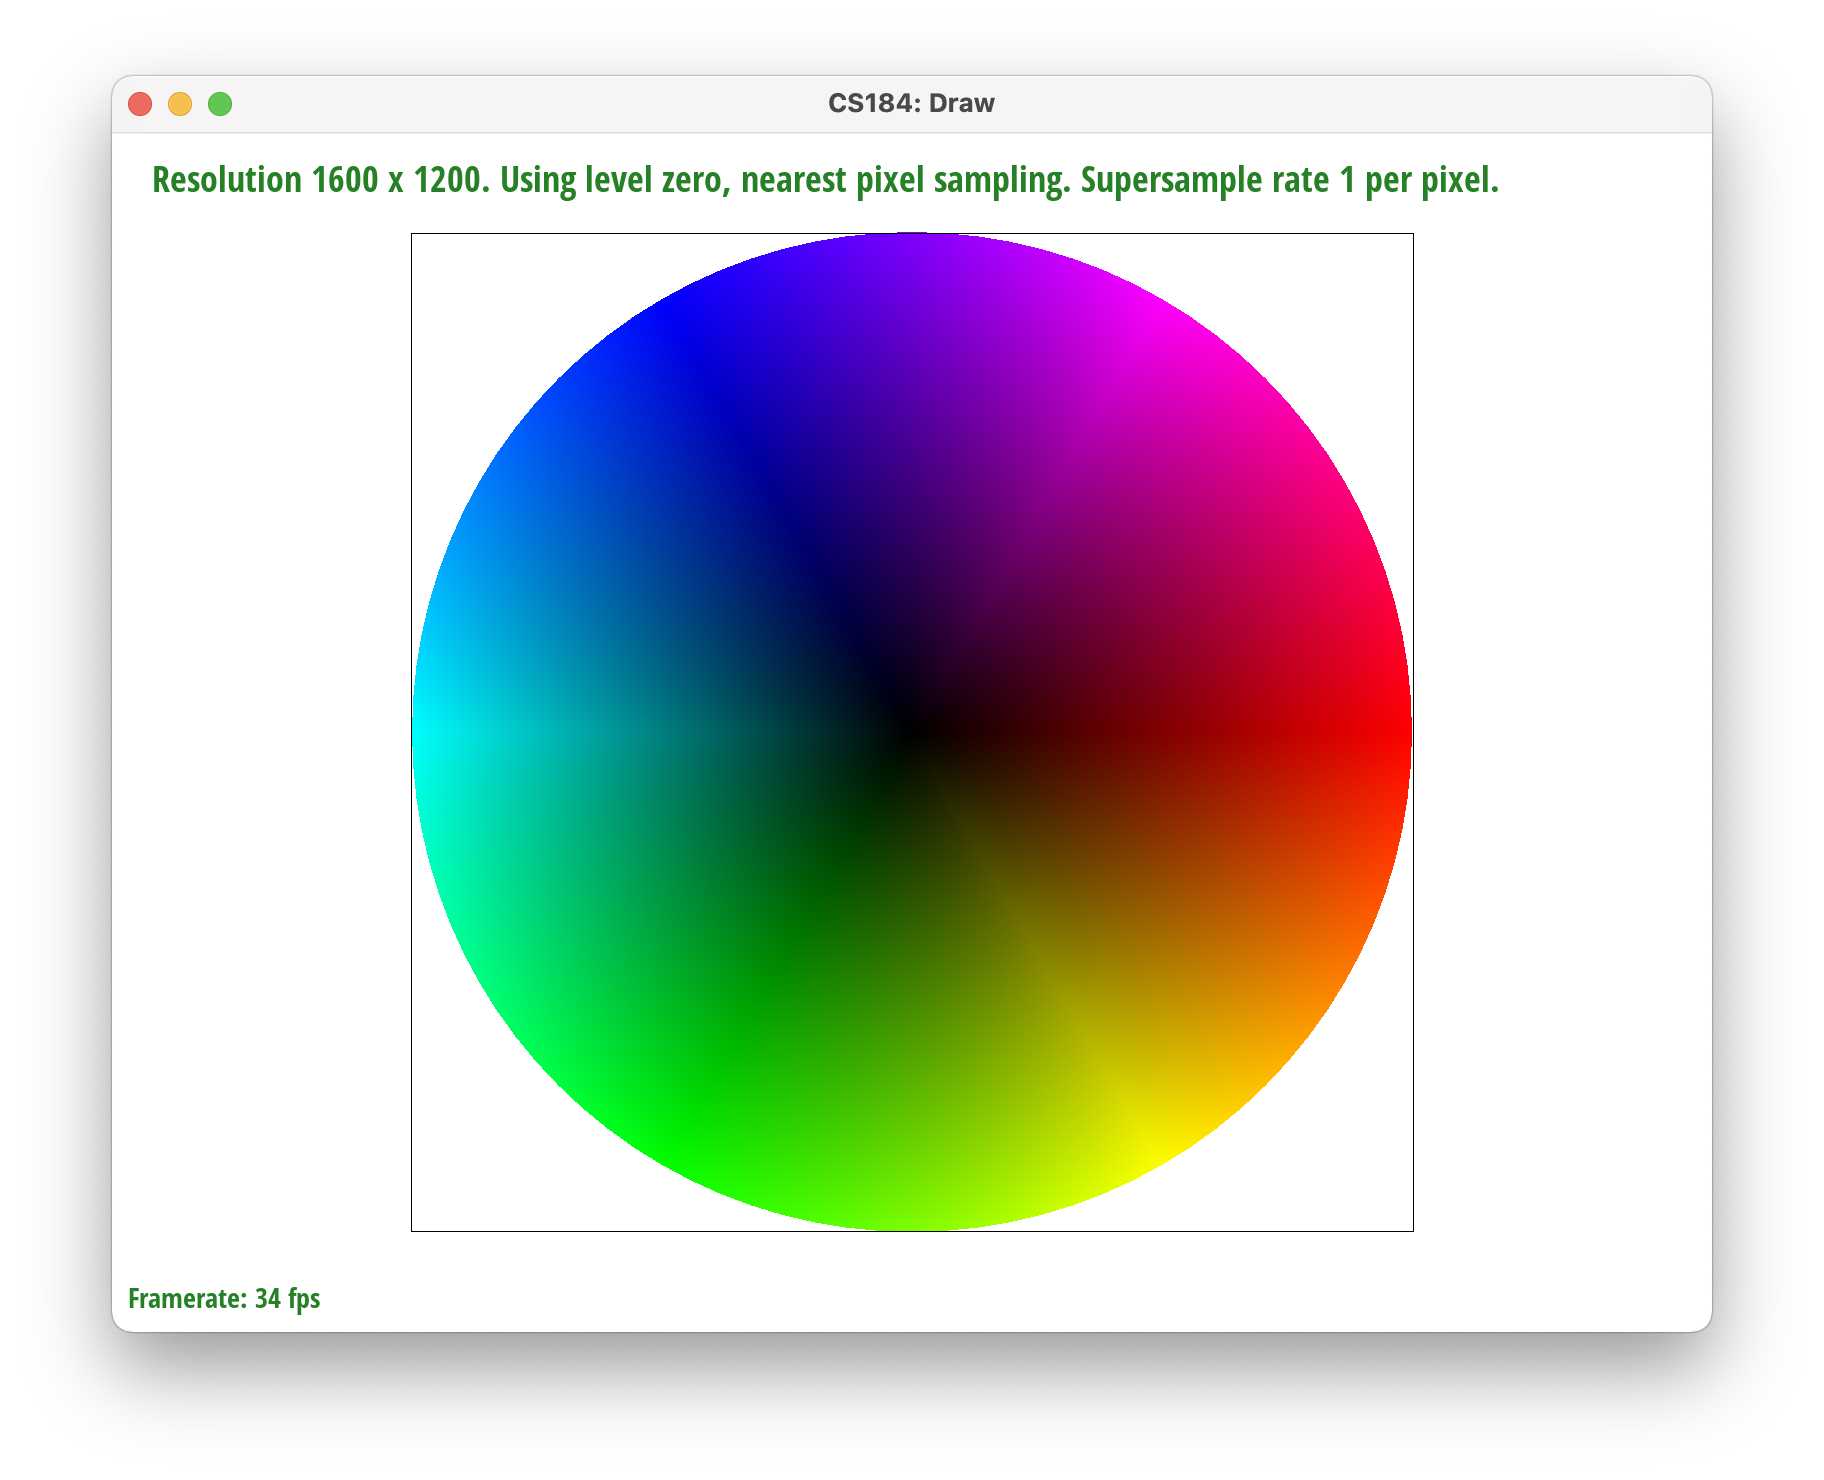 CS184: Draw
Resolution 1600 x 1200. Using level zero, nearest pixel sampling. Supersample rate 1 per pixel.
Framerate: 34 fps